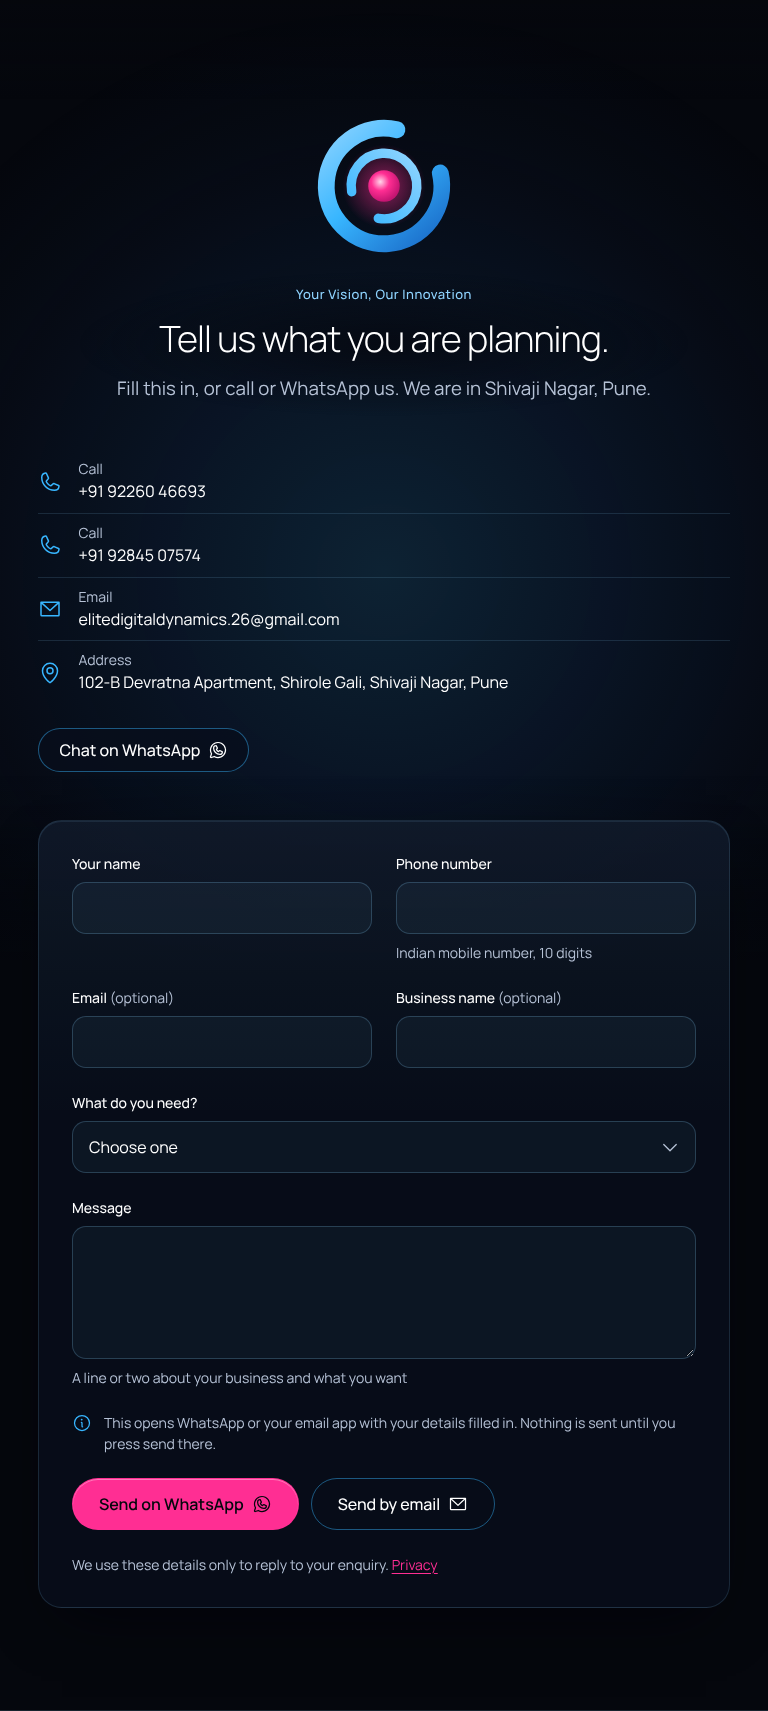 Your Vision, Our Innovation
Tell us what you are planning.
Fill this in, or call or WhatsApp us. We are in Shivaji Nagar, Pune.
Call
+91 92260 46693
Call
+91 92845 07574
Email
elitedigitaldynamics.26@gmail.com
Address
102-B Devratna Apartment, Shirole Gali, Shivaji Nagar, Pune
Chat on WhatsApp
Your name
Phone number
Indian mobile number, 10 digits
Email (optional)
Business name (optional)
What do you need?
Choose one
Message
A line or two about your business and what you want
This opens WhatsApp or your email app with your details filled in. Nothing is sent until you
press send there.
Send on WhatsApp
Send by email
We use these details only to reply to your enquiry. Privacy